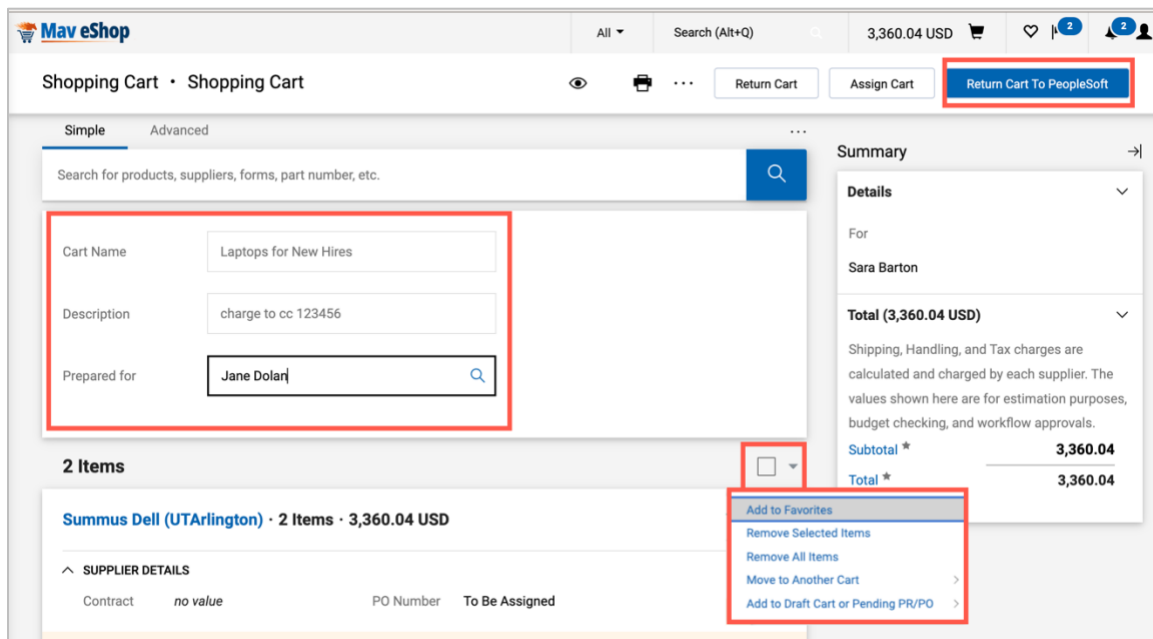 Mav eShop
All
Search (Alt+Q)
3,360.04 USD
2
2
Shopping Cart • Shopping Cart
...
Return Cart
Assign Cart
Return Cart To PeopleSoft
Simple
Advanced
...
Search for products, suppliers, forms, part number, etc.
Cart Name
Laptops for New Hires
Description
charge to cc 123456
Prepared for
Jane Dolan
Summary
Details
For
Sara Barton
Total (3,360.04 USD)
Shipping, Handling, and Tax charges are
calculated and charged by each supplier. The
values shown here are for estimation purposes,
budget checking, and workflow approvals.
Subtotal ★ 3,360.04
Total ★ 3,360.04
2 Items
Add to Favorites
Remove Selected Items
Remove All Items
Move to Another Cart
Add to Draft Cart or Pending PR/PO
Summus Dell (UTArlington) · 2 Items · 3,360.04 USD
SUPPLIER DETAILS
Contract no value PO Number To Be Assigned